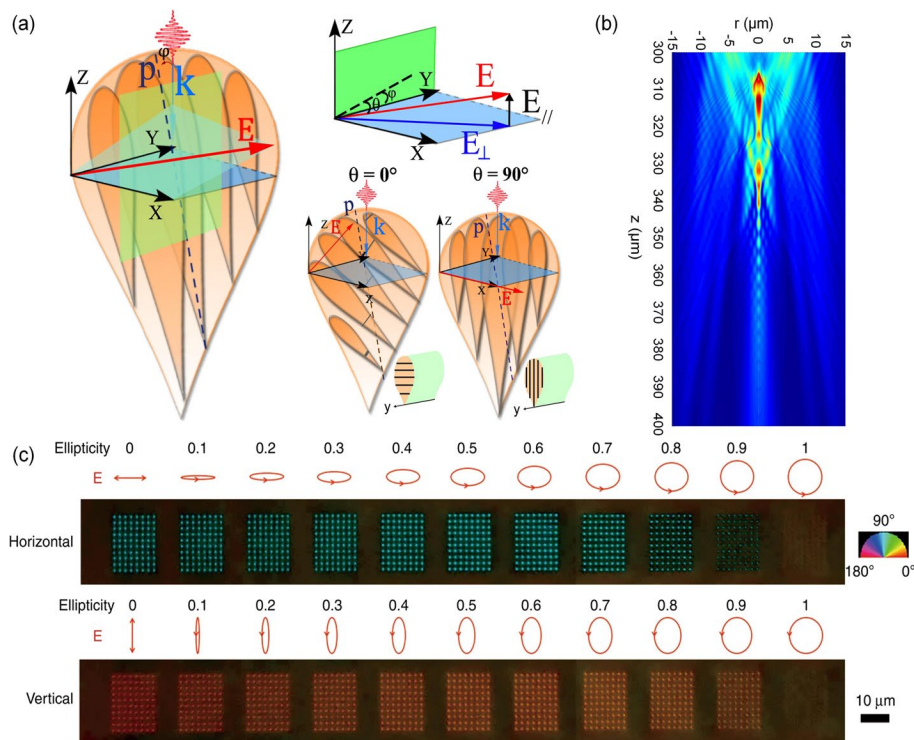 (a)
Z
φ
p
k
E
Y
X
Z
Y
E
θ
φ
E
//
X
E⊥
θ = 0°
θ = 90°
z
p
E
k
x
y
Z
p
k
Y
X
E
y
(b)
r (µm)
-15 -10 -5 0 5 10 15
z (µm)
300
310
320
330
340
350
360
370
380
390
400
(c)
Ellipticity 0 0.1 0.2 0.3 0.4 0.5 0.6 0.7 0.8 0.9 1
E
Horizontal
90°
180° 0°
Ellipticity 0 0.1 0.2 0.3 0.4 0.5 0.6 0.7 0.8 0.9 1
E
Vertical
10 µm